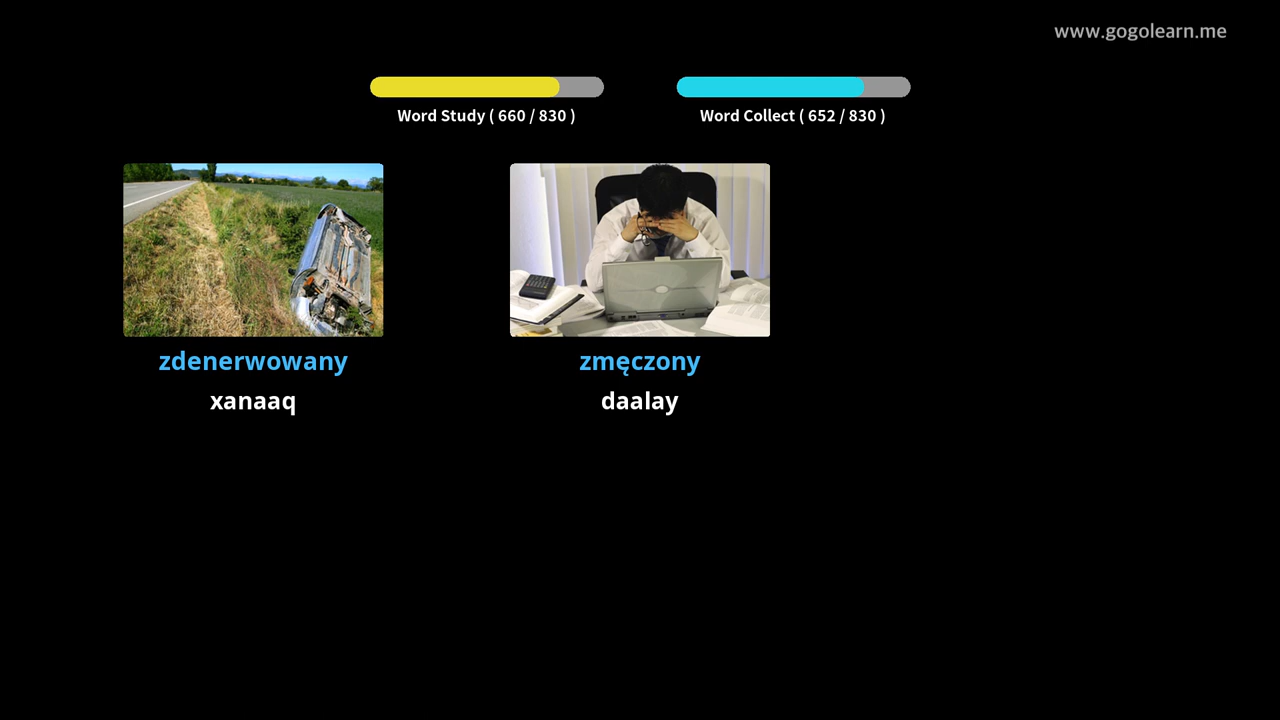 www.gogolearn.me
Word Study ( 660 / 830 )
Word Collect ( 652 / 830 )
zdenerwowany
xanaaq
zmęczony
daalay